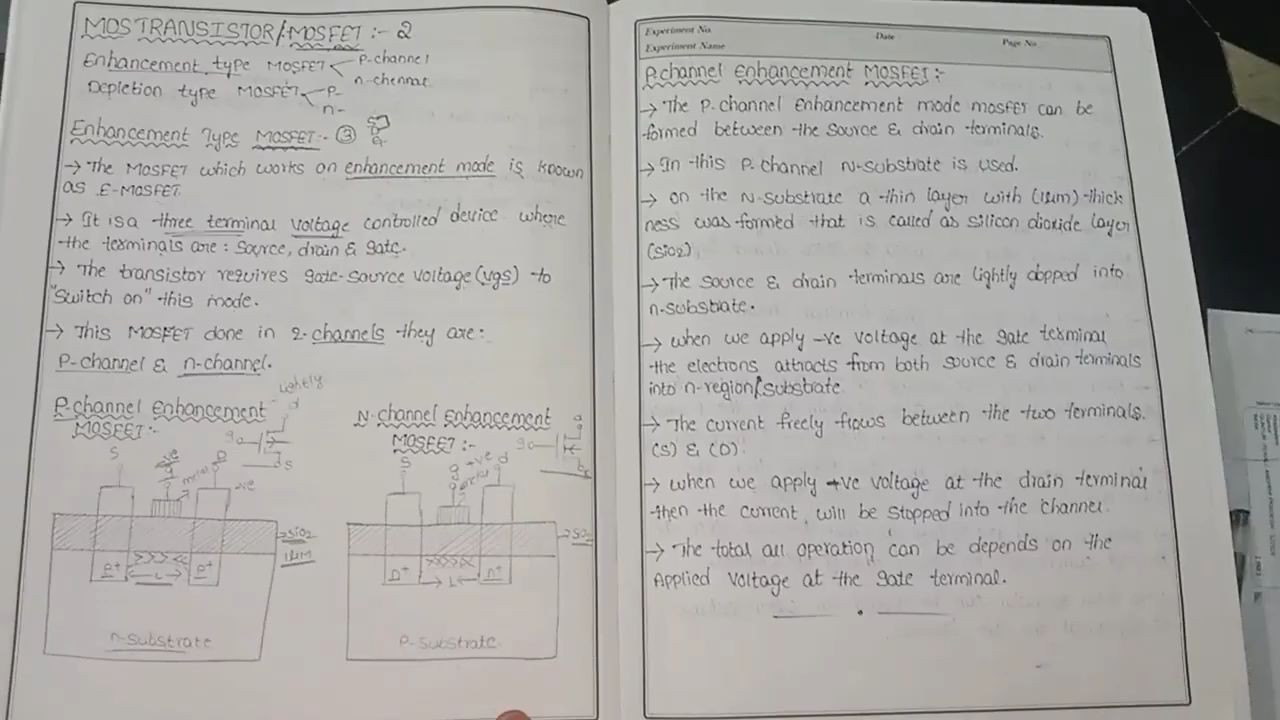 MOSTRANSISTOR/MOSFET :- 2
Enhancement type MOSFET p-channel
n-chennal
Depletion type MOSFET p-
n-
Enhancement Type MOSFET:- 3
→ The MOSFET which works on enhancement mode is known
as E-MOSFET.
→ It is a three terminal voltage controlled device where
the terminals are: Source, drain & gate.
→ The transistor requires gate-source voltage (vgs) to
"Switch on" this mode.
→ This MOSFET done in 2-channels they are:
P-channel & n-channel.
lightly
P-channel Enhancement
MOSFET:-
d
g
s
S
-ve
g
metal
D
-ve
SiO2
1μM
P+
L
P+
n-substrate
N-channel Enhancement
MOSFET:-
g
S
g +ve
d
n+
L
n+
P-substrate
Experiment No.
Date
Page No.
Experiment Name
P-channel Enhancement MOSFET:-
→ The P-channel Enhancement mode mosfet can be
formed between the source & drain terminals.
→ In this P-channel N-substrate is used.
→ on the N-substrate a thin layer with (1μm) thick
ness was formed that is called as silicon dioxide layer
(SiO2).
→ The source & drain terminals are lightly dopped into
n-substrate.
→ when we apply -ve voltage at the gate terminal
the electrons attracts from both source & drain terminals
into n-region/substrate
→ The current freely flows between the two terminals.
(S) & (D).
→ when we apply +ve voltage at the drain terminal
then the current will be stopped into the channel.
→ The total all operation can be depends on the
Applied voltage at the gate terminal.